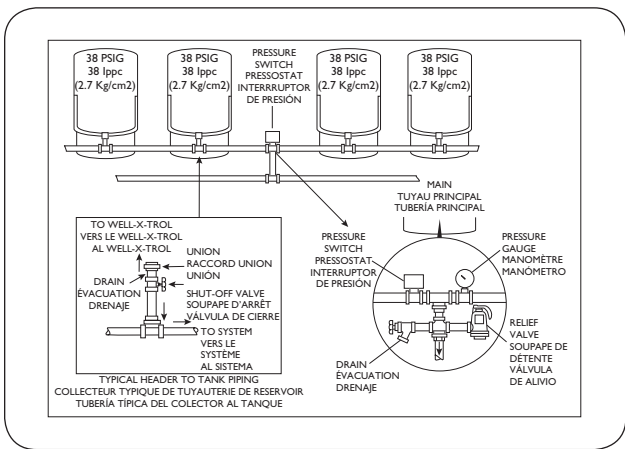 38 PSIG
38 Ippc
(2.7 Kg/cm2)
38 PSIG
38 Ippc
(2.7 Kg/cm2)
PRESSURE
SWITCH
PRESSOSTAT
INTERRRUPTOR
DE PRESIÓN
38 PSIG
38 Ippc
(2.7 Kg/cm2)
38 PSIG
38 Ippc
(2.7 Kg/cm2)
TO WELL-X-TROL
VERS LE WELL-X-TROL
AL WELL-X-TROL
UNION
RACCORD UNION
UNIÓN
DRAIN
ÉVACUATION
DRENAJE
SHUT-OFF VALVE
SOUPAPE D'ARRÊT
VÁLVULA DE CIERRE
TO SYSTEM
VERS LE
SYSTÈME
AL SISTEMA
TYPICAL HEADER TO TANK PIPING
COLLECTEUR TYPIQUE DE TUYAUTERIE DE RESERVOIR
TUBERÍA TÍPICA DEL COLECTOR AL TANQUE
MAIN
TUYAU PRINCIPAL
TUBERÍA PRINCIPAL
PRESSURE
SWITCH
PRESSOSTAT
INTERRUPTOR
DE PRESIÓN
PRESSURE
GAUGE
MANOMÈTRE
MANÓMETRO
RELIEF
VALVE
SOUPAPE DE
DÉTENTE
VÁLVULA
DE ALIVIO
DRAIN
ÉVACUATION
DRENAJE